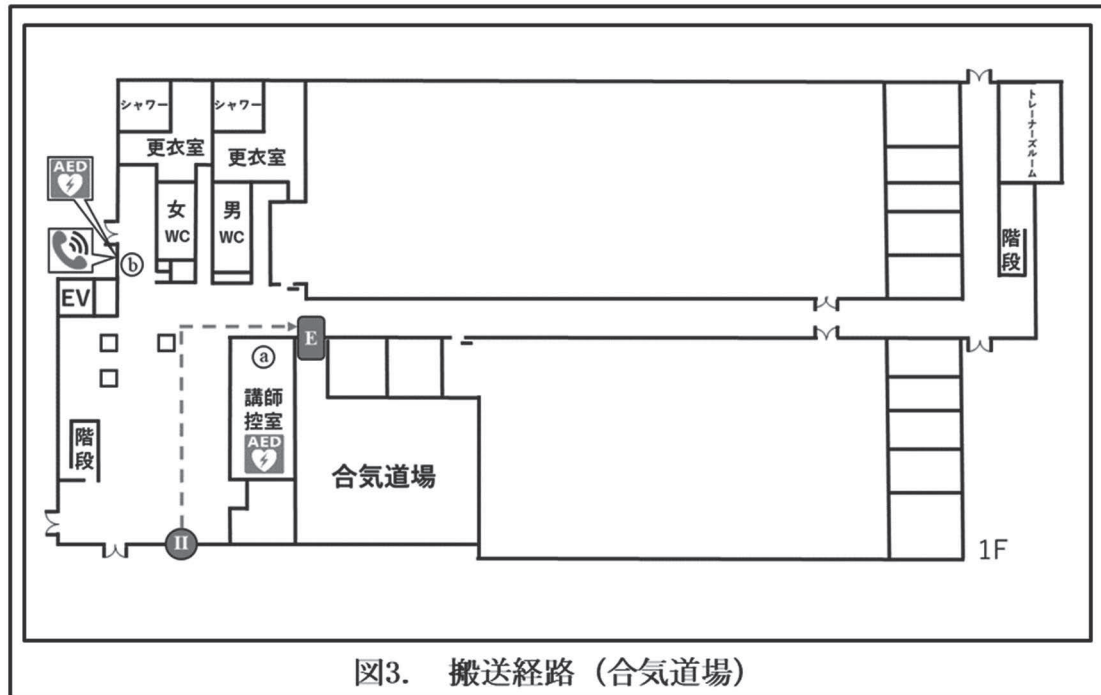 シャワー
シャワー
更衣室
更衣室
トレーナーズルーム
AED
女
WC
男
WC
階段
ⓑ
EV
E
ⓐ
講師
控室
AED
階段
合気道場
II
1F
図3. 搬送経路(合気道場)